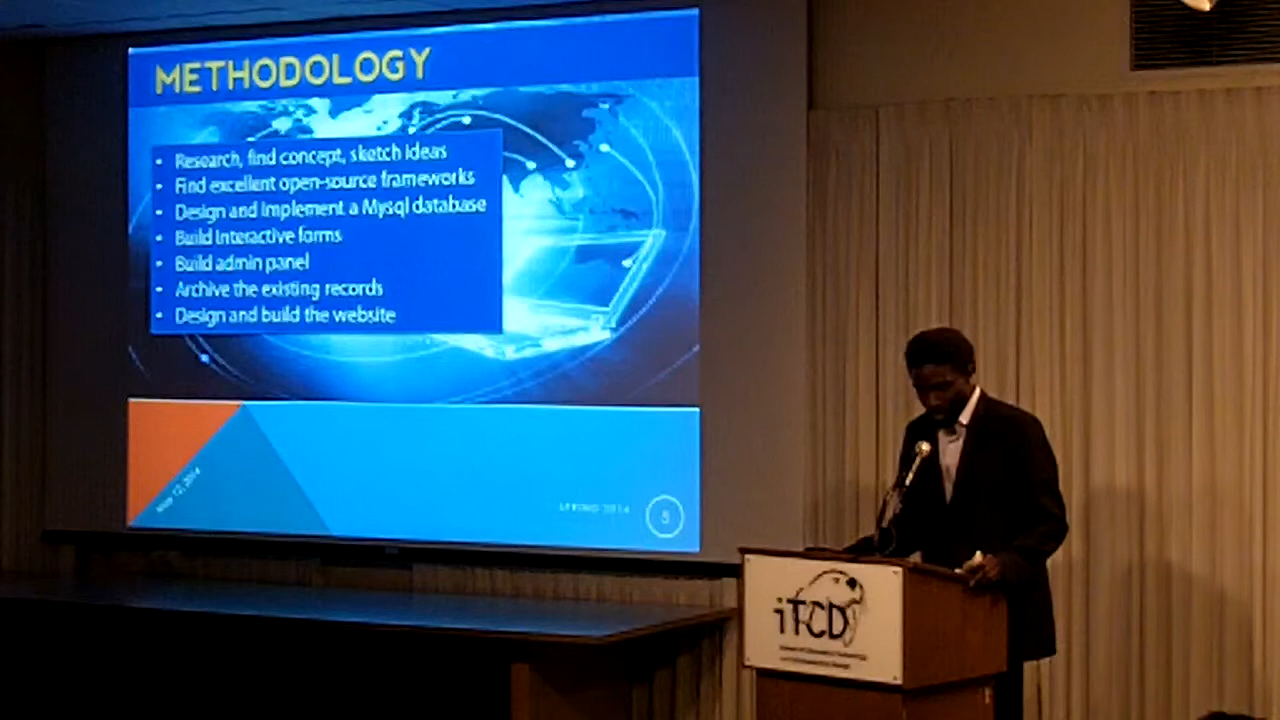 METHODOLOGY
• Research, find concept, sketch ideas
• Find excellent open-source frameworks
• Design and implement a Mysql database
• Build interactive forms
• Build admin panel
• Archive the existing records
• Design and build the website
May 12, 2014
SPRING 2014
5
iTCD